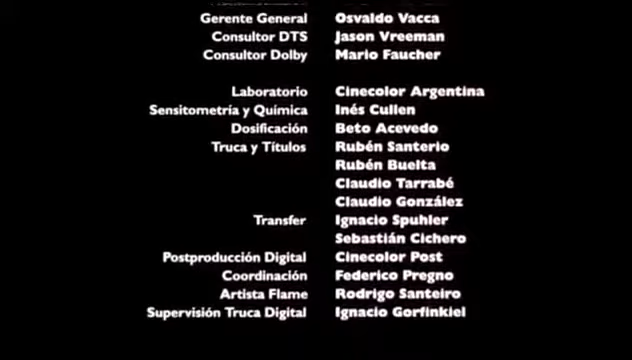 Gerente General Osvaldo Vacca
Consultor DTS Jason Vreeman
Consultor Dolby Mario Faucher
Laboratorio Cinecolor Argentina
Sensitometría y Química Inés Cullen
Dosificación Beto Acevedo
Truca y Títulos Rubén Santerio
Rubén Buelta
Claudio Tarrabé
Claudio González
Transfer Ignacio Spuhler
Sebastián Cichero
Postproducción Digital Cinecolor Post
Coordinación Federico Pregno
Artista Flame Rodrigo Santeiro
Supervisión Truca Digital Ignacio Gorfinkiel